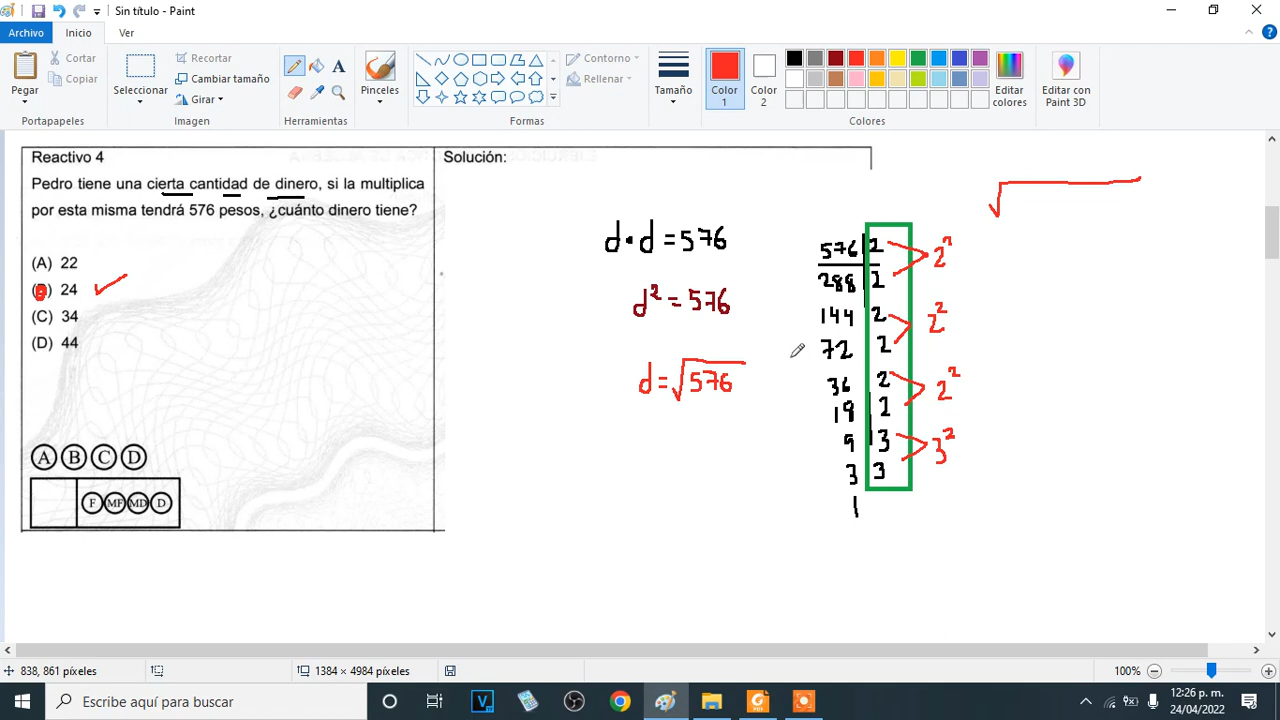 Sin título - Paint
Archivo Inicio Ver
Pegar
Cortar
Copiar
Portapapeles
Seleccionar
Recortar
Cambiar tamaño
Girar
Imagen
A
Herramientas
Pinceles
Contorno
Rellenar
Formas
Tamaño
Color 1
Color 2
Editar colores
Colores
Editar con Paint 3D
Reactivo 4
Pedro tiene una cierta cantidad de dinero, si la multiplica
por esta misma tendrá 576 pesos, ¿cuánto dinero tiene?
(A) 22
24
(C) 34
(D) 44
A B C D
F MF MD D
Solución:
d·d=576
d²=576
d=√576
576 2
288 2
144 2
72 2
36 2
18 2
9 3
3 3
1
2²
2²
2²
3²
√
838, 861 píxeles
1384 × 4984 píxeles
100%
Escribe aquí para buscar
V
12:26 p. m.
24/04/2022